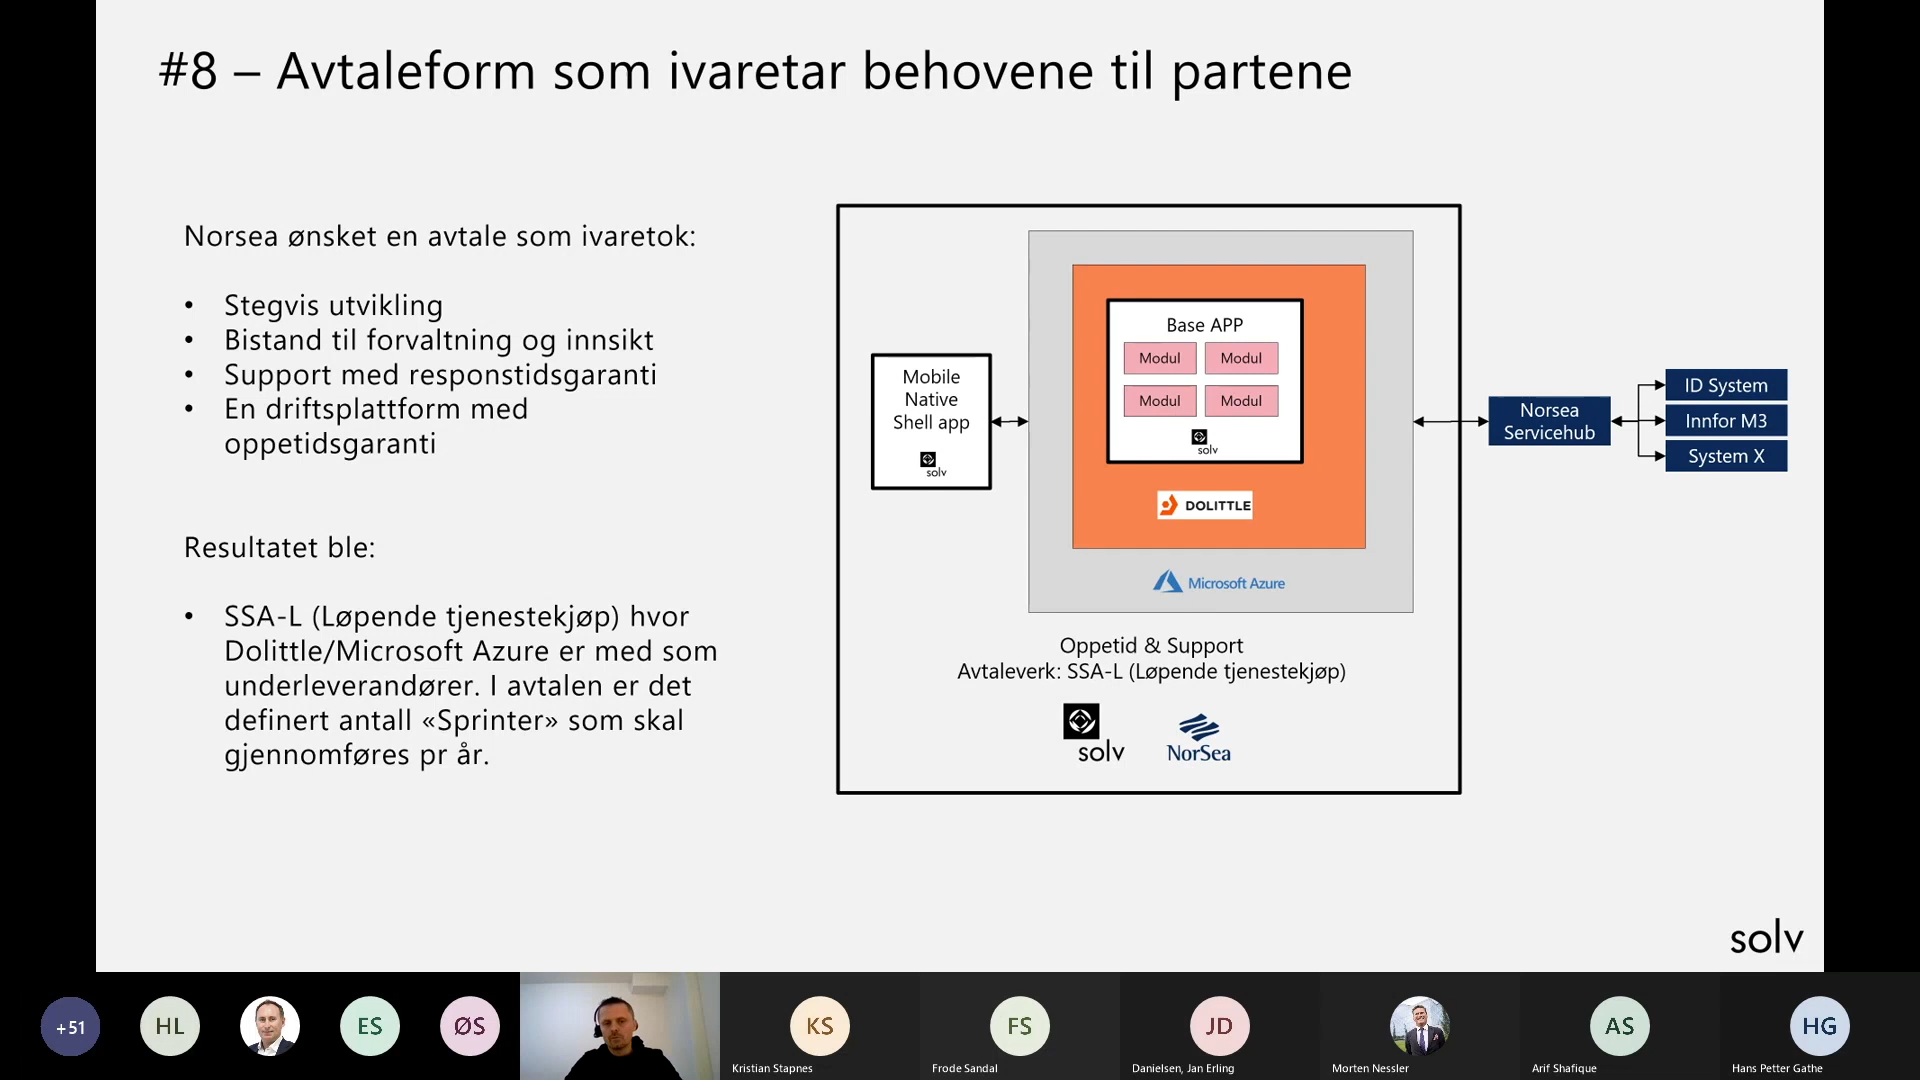 #8 – Avtaleform som ivaretar behovene til partene
Norsea ønsket en avtale som ivaretok:
• Stegvis utvikling
• Bistand til forvaltning og innsikt
• Support med responstidsgaranti
• En driftsplattform med
oppetidsgaranti
Resultatet ble:
• SSA-L (Løpende tjenestekjøp) hvor
Dolittle/Microsoft Azure er med som
underleverandører. I avtalen er det
definert antall «Sprinter» som skal
gjennomføres pr år.
Mobile
Native
Shell app
solv
Base APP
Modul Modul
Modul Modul
solv
DOLITTLE
Microsoft Azure
Oppetid & Support
Avtaleverk: SSA-L (Løpende tjenestekjøp)
solv
NorSea
Norsea
Servicehub
ID System
Innfor M3
System X
solv
+51
HL
ES
ØS
KS
Kristian Stapnes
FS
Frode Sandal
JD
Danielsen, Jan Erling
Morten Nessler
AS
Arif Shafique
HG
Hans Petter Gathe